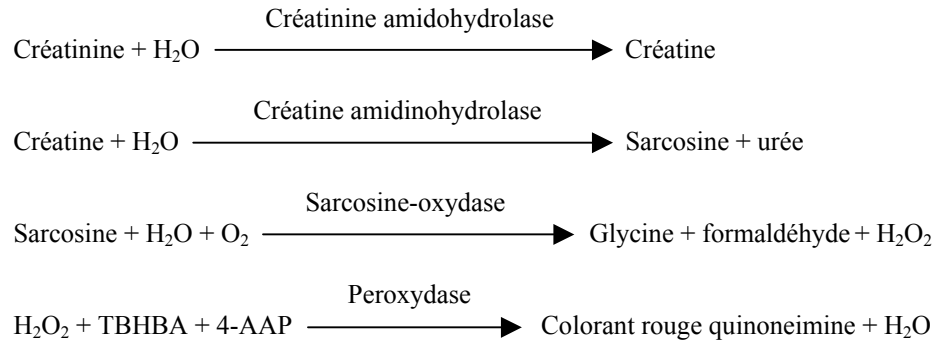 Créatinine amidohydrolase
Créatinine + H₂O Créatine
Créatine amidinohydrolase
Créatine + H₂O Sarcosine + urée
Sarcosine-oxydase
Sarcosine + H₂O + O₂ Glycine + formaldéhyde + H₂O₂
Peroxydase
H₂O₂ + TBHBA + 4-AAP Colorant rouge quinoneimine + H₂O